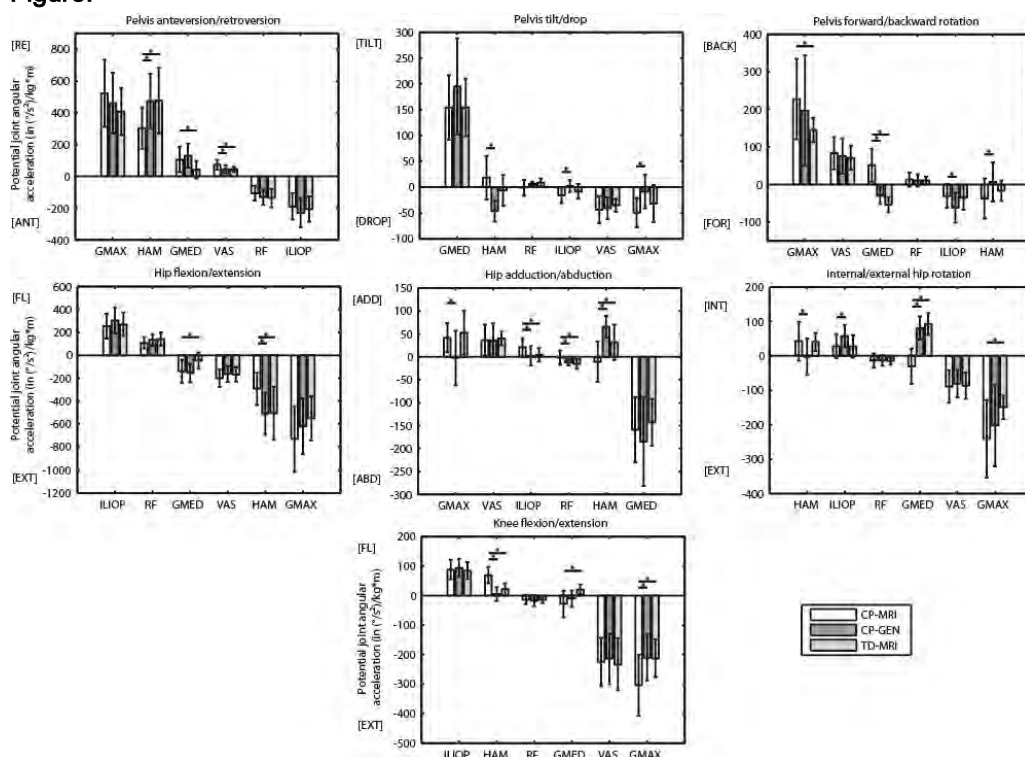 Figure:
Pelvis anteversion/retroversion
[RE]
800
600
400
200
0
-200
-400
[ANT]
Potential joint angular
acceleration (in (°/s²)/kg*m)
GMAX HAM GMED VAS RF ILIOP
Pelvis tilt/drop
[TILT]
300
250
200
150
100
50
0
-50
-100
[DROP]
GMED HAM RF ILIOP VAS GMAX
Pelvis forward/backward rotation
[BACK]
400
300
200
100
0
-100
[FOR]
GMAX VAS GMED RF ILIOP HAM
Hip flexion/extension
[FL]
600
400
200
0
-200
-400
-600
-800
-1000
-1200
[EXT]
Potential joint angular
acceleration (in (°/s²)/kg*m)
ILIOP RF GMED VAS HAM GMAX
Hip adduction/abduction
[ADD]
150
100
50
0
-50
-100
-150
-200
-250
-300
[ABD]
GMAX VAS ILIOP RF HAM GMED
Internal/external hip rotation
[INT]
200
100
0
-100
-200
-300
-400
[EXT]
HAM ILIOP RF GMED VAS GMAX
Knee flexion/extension
[FL]
200
100
0
-100
-200
-300
-400
-500
[EXT]
Potential joint angular
acceleration (in (°/s²)/kg*m)
ILIOP HAM RF GMED VAS GMAX
CP-MRI
CP-GEN
TD-MRI